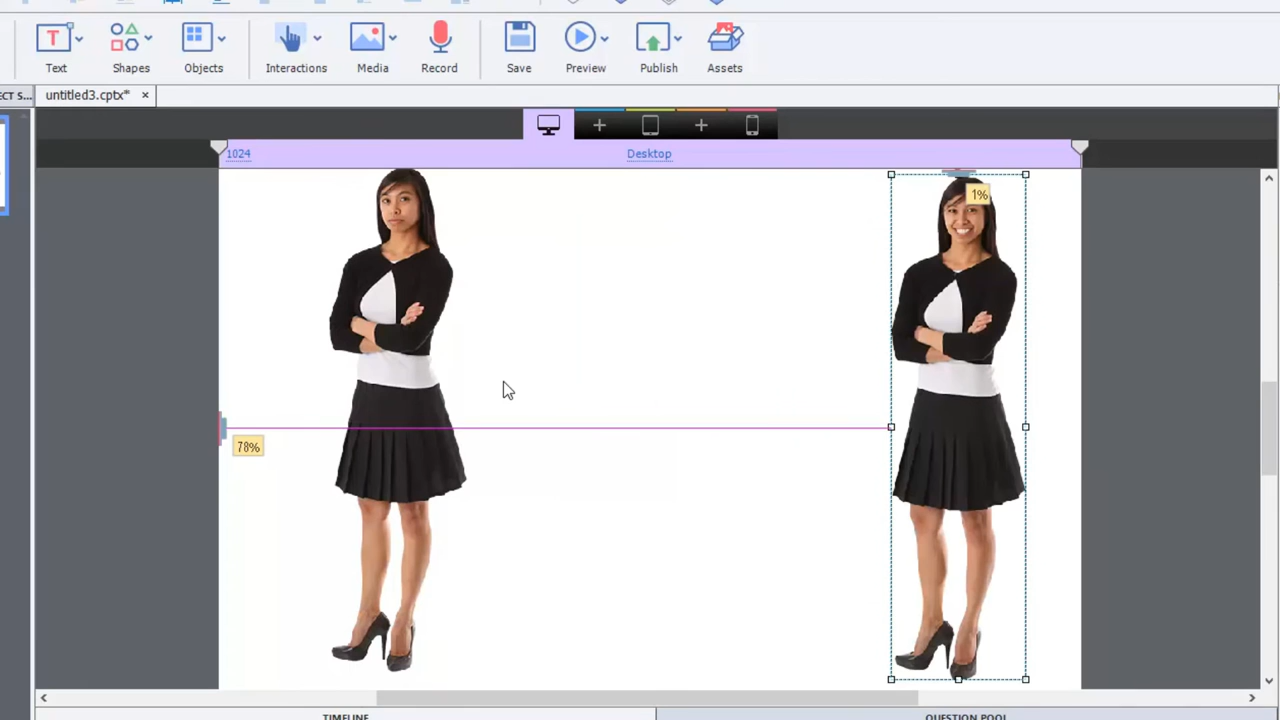 Text Shapes Objects Interactions Media Record Save Preview Publish Assets
ECT S... untitled3.cptx* ×
1024 Desktop
1%
78%
TIMELINE QUESTION POOL